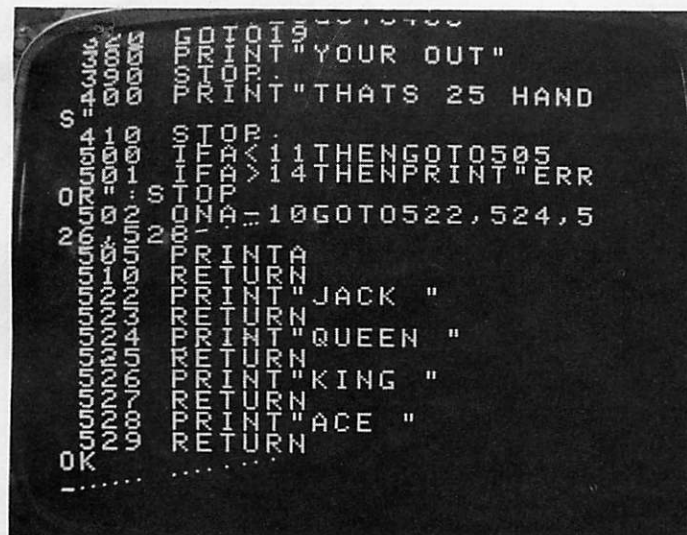 320 GOTO19
380 PRINT"YOUR OUT"
390 STOP
400 PRINT"THATS 25 HAND
S"
410 STOP
500 IFA<11THENGOTO505
501 IFA>14THENPRINT"ERR
OR":STOP
502 ONA-10GOTO522,524,5
26,528
505 PRINTA
510 RETURN
522 PRINT"JACK "
523 RETURN
524 PRINT"QUEEN "
525 RETURN
526 PRINT"KING "
527 RETURN
528 PRINT"ACE "
529 RETURN
OK